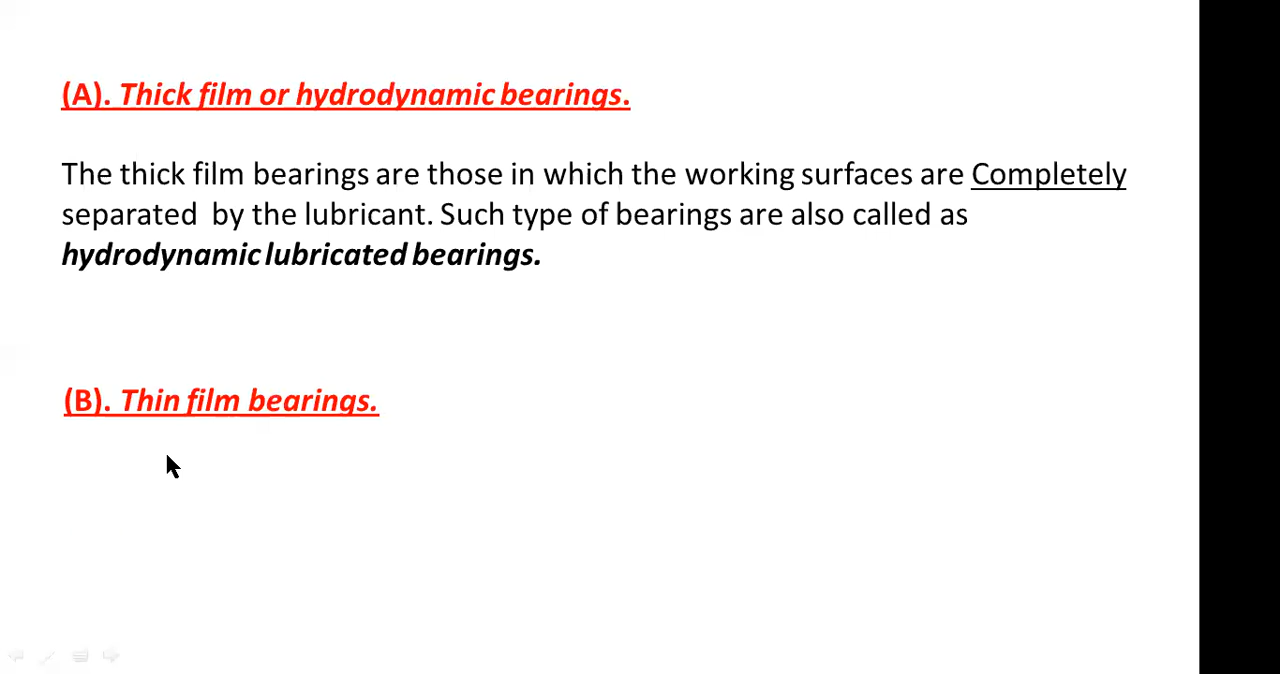 (A). Thick film or hydrodynamic bearings.
The thick film bearings are those in which the working surfaces are Completely
separated by the lubricant. Such type of bearings are also called as
hydrodynamic lubricated bearings.
(B). Thin film bearings.